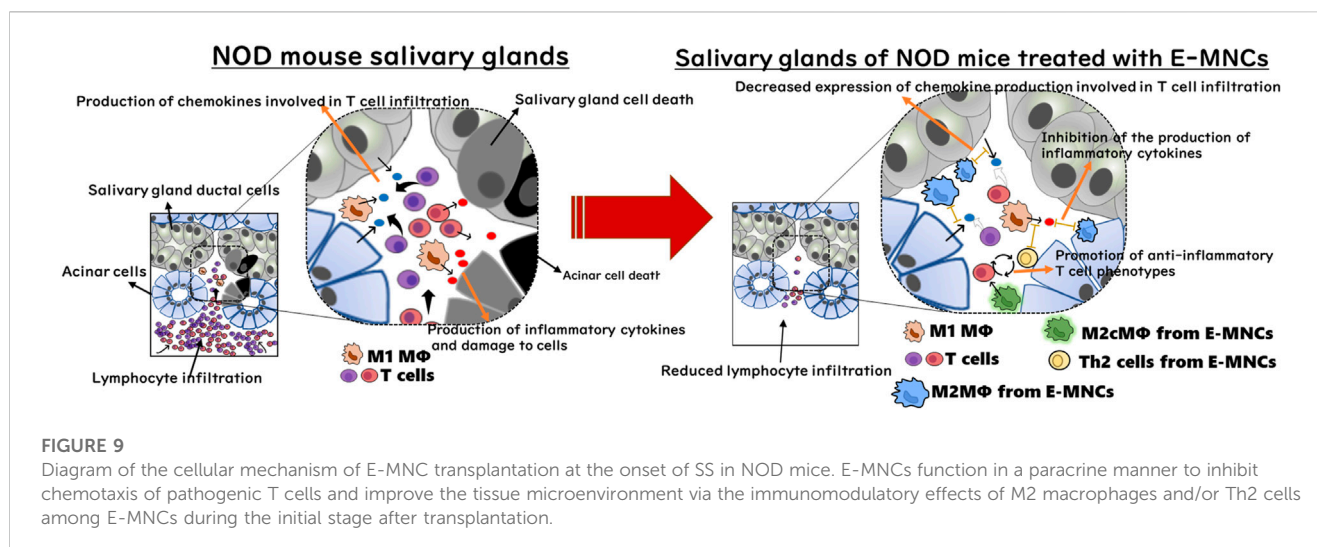 NOD mouse salivary glands
Production of chemokines involved in T cell infiltration
Salivary gland cell death
Salivary gland ductal cells
Acinar cells
Acinar cell death
Production of inflammatory cytokines
and damage to cells
Lymphocyte infiltration
M1 MΦ
T cells
Salivary glands of NOD mice treated with E-MNCs
Decreased expression of chemokine production involved in T cell infiltration
Inhibition of the production of
inflammatory cytokines
Promotion of anti-inflammatory
T cell phenotypes
Reduced lymphocyte infiltration
M1 MΦ
T cells
M2MΦ from E-MNCs
M2cMΦ from E-MNCs
Th2 cells from E-MNCs
FIGURE 9
Diagram of the cellular mechanism of E-MNC transplantation at the onset of SS in NOD mice. E-MNCs function in a paracrine manner to inhibit
chemotaxis of pathogenic T cells and improve the tissue microenvironment via the immunomodulatory effects of M2 macrophages and/or Th2 cells
among E-MNCs during the initial stage after transplantation.